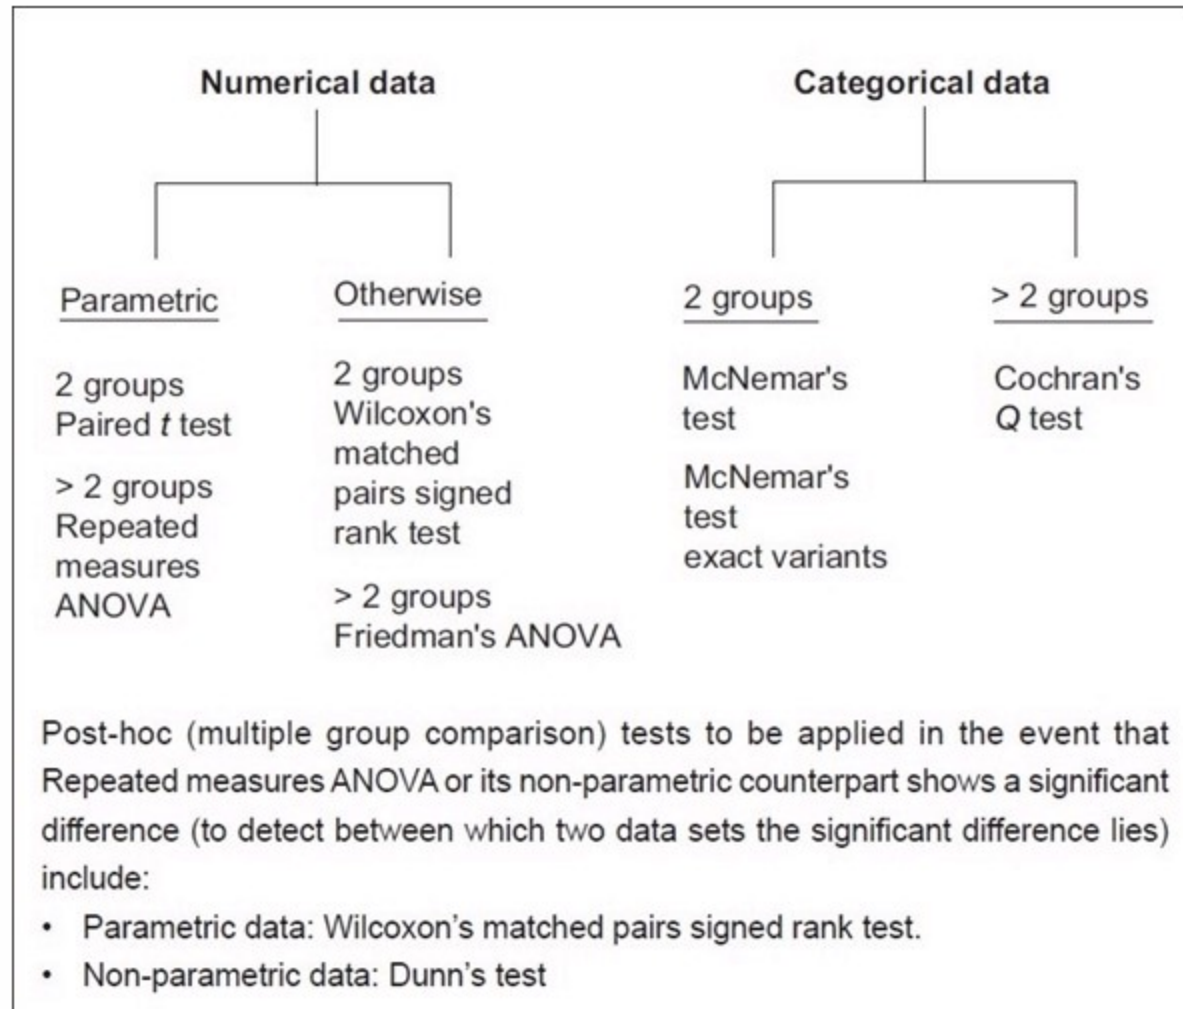 Numerical data
Categorical data
Parametric
2 groups
Paired t test
> 2 groups
Repeated
measures
ANOVA
Otherwise
2 groups
Wilcoxon's
matched
pairs signed
rank test
> 2 groups
Friedman's ANOVA
2 groups
McNemar's
test
McNemar's
test
exact variants
> 2 groups
Cochran's
Q test
Post-hoc (multiple group comparison) tests to be applied in the event that
Repeated measures ANOVA or its non-parametric counterpart shows a significant
difference (to detect between which two data sets the significant difference lies)
include:
• Parametric data: Wilcoxon’s matched pairs signed rank test.
• Non-parametric data: Dunn’s test